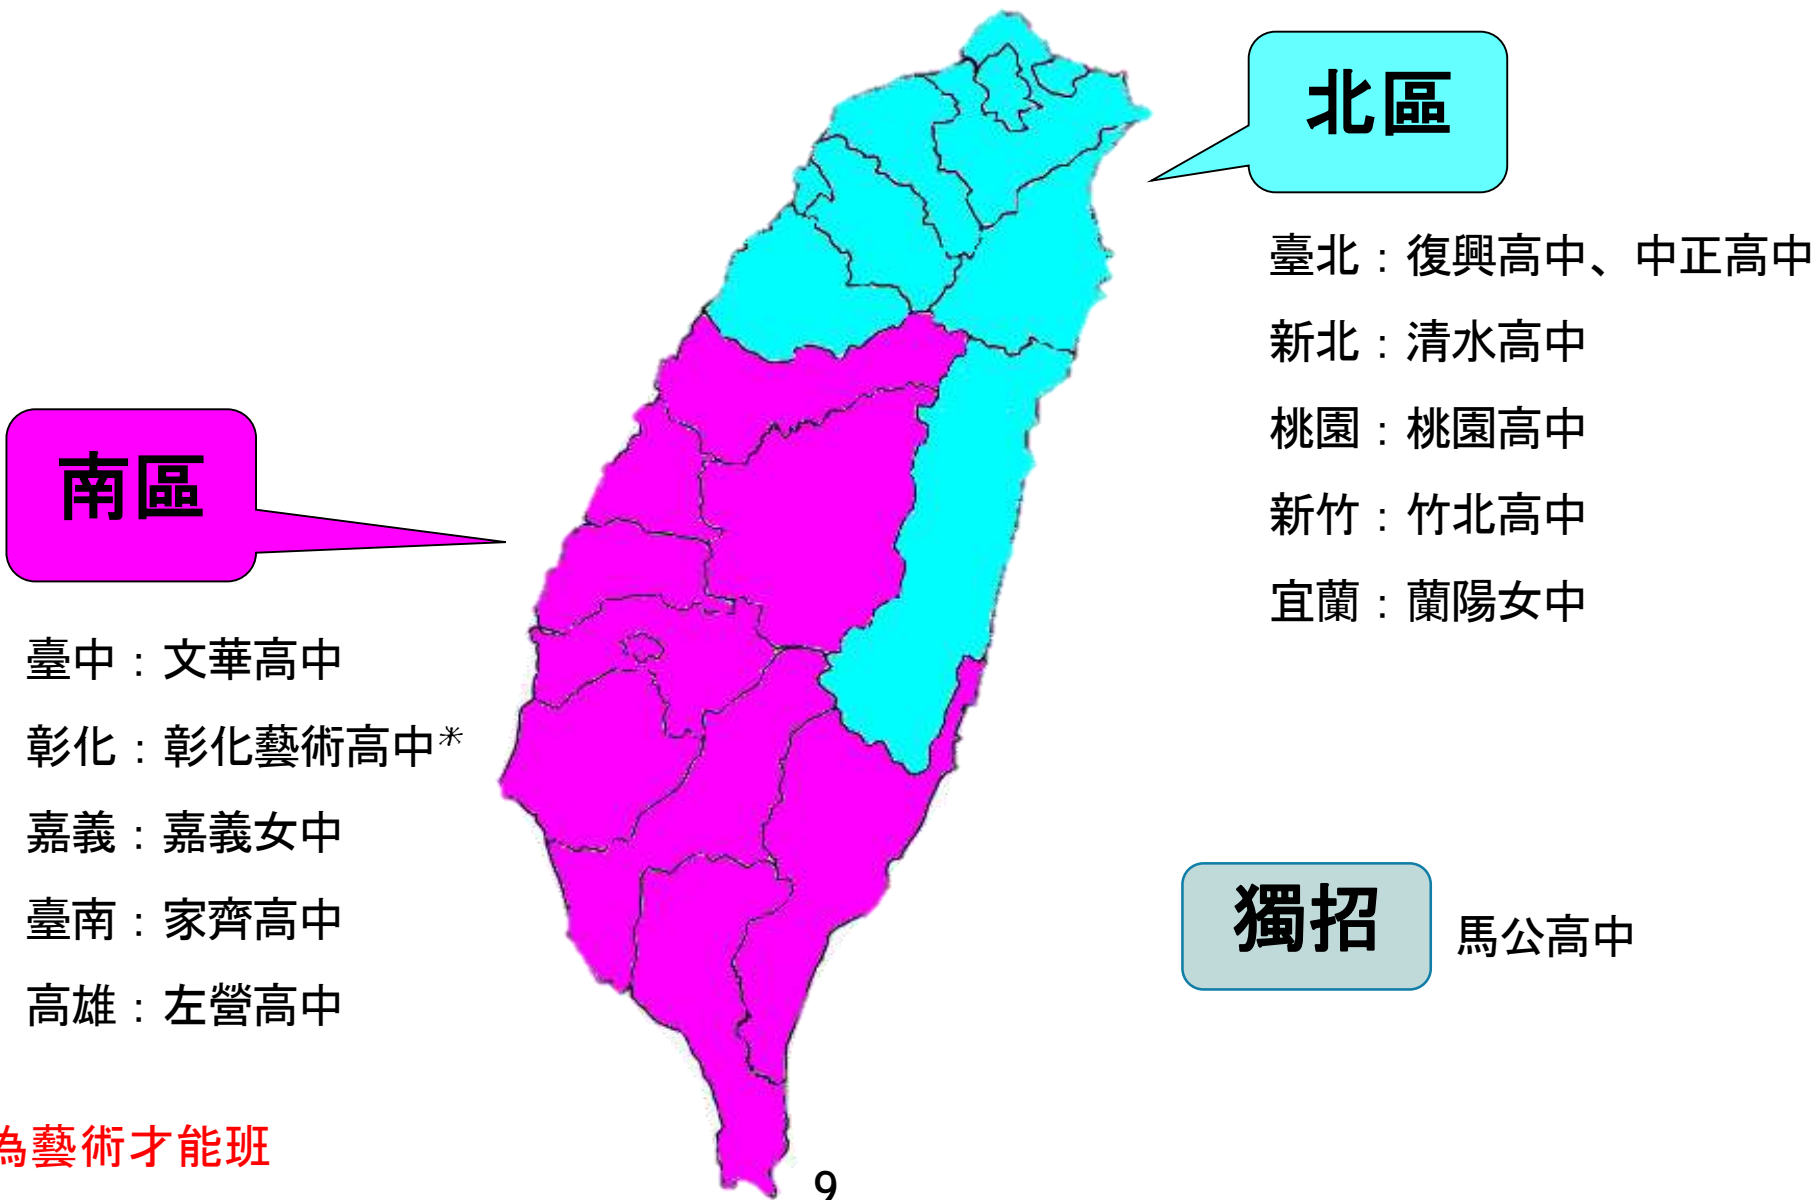 北區
臺北：復興高中、中正高中
新北：清水高中
桃園：桃園高中
新竹：竹北高中
宜蘭：蘭陽女中
南區
臺中：文華高中
彰化：彰化藝術高中*
嘉義：嘉義女中
臺南：家齊高中
高雄：左營高中
獨招
馬公高中
為藝術才能班
9